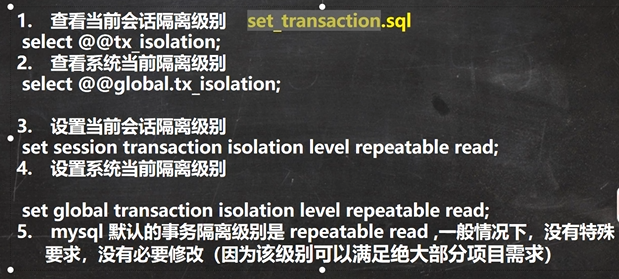 1. 查看当前会话隔离级别 set_transaction.sql
select @@tx_isolation;
2. 查看系统当前隔离级别
select @@global.tx_isolation;
3. 设置当前会话隔离级别
set session transaction isolation level repeatable read;
4. 设置系统当前隔离级别
set global transaction isolation level repeatable read;
5. mysql 默认的事务隔离级别是 repeatable read ,一般情况下，没有特殊
要求，没有必要修改（因为该级别可以满足绝大部分项目需求）